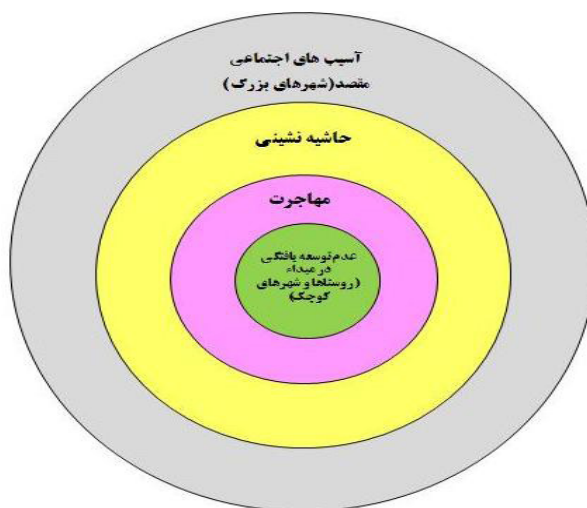 آسیب های اجتماعی
مقصد(شهرهای بزرگ)
حاشیه نشینی
مهاجرت
عدم توسعه یافتگی
در مبداء
(روستاها و شهرهای
کوچک)